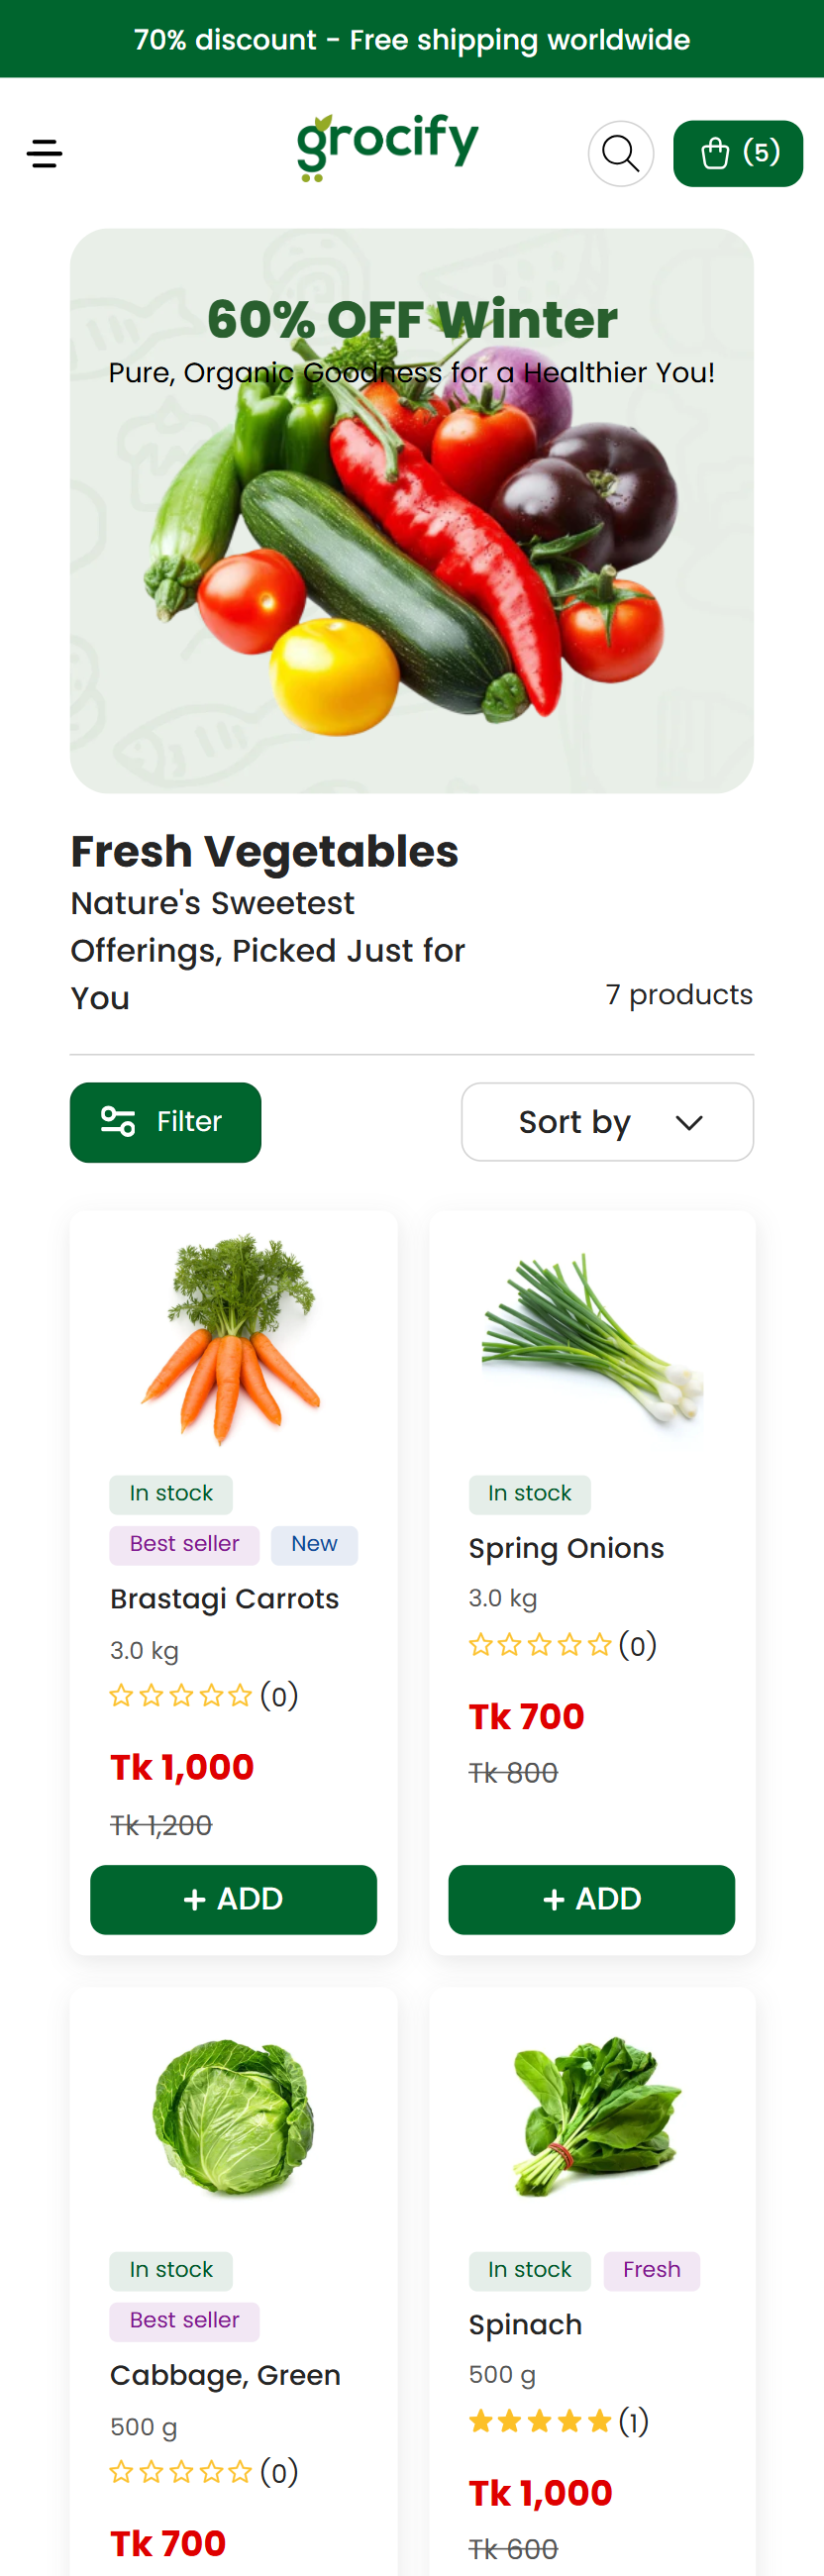 70% discount - Free shipping worldwide
grocify
(5)
60% OFF Winter
Pure, Organic Goodness for a Healthier You!
Fresh Vegetables
Nature's Sweetest
Offerings, Picked Just for
You
7 products
Filter
Sort by
In stock
Best seller New
Brastagi Carrots
3.0 kg
(0)
Tk 1,000
Tk 1,200
+ ADD
In stock
Spring Onions
3.0 kg
(0)
Tk 700
Tk 800
+ ADD
In stock
Best seller
Cabbage, Green
500 g
(0)
Tk 700
In stock Fresh
Spinach
500 g
(1)
Tk 1,000
Tk 600